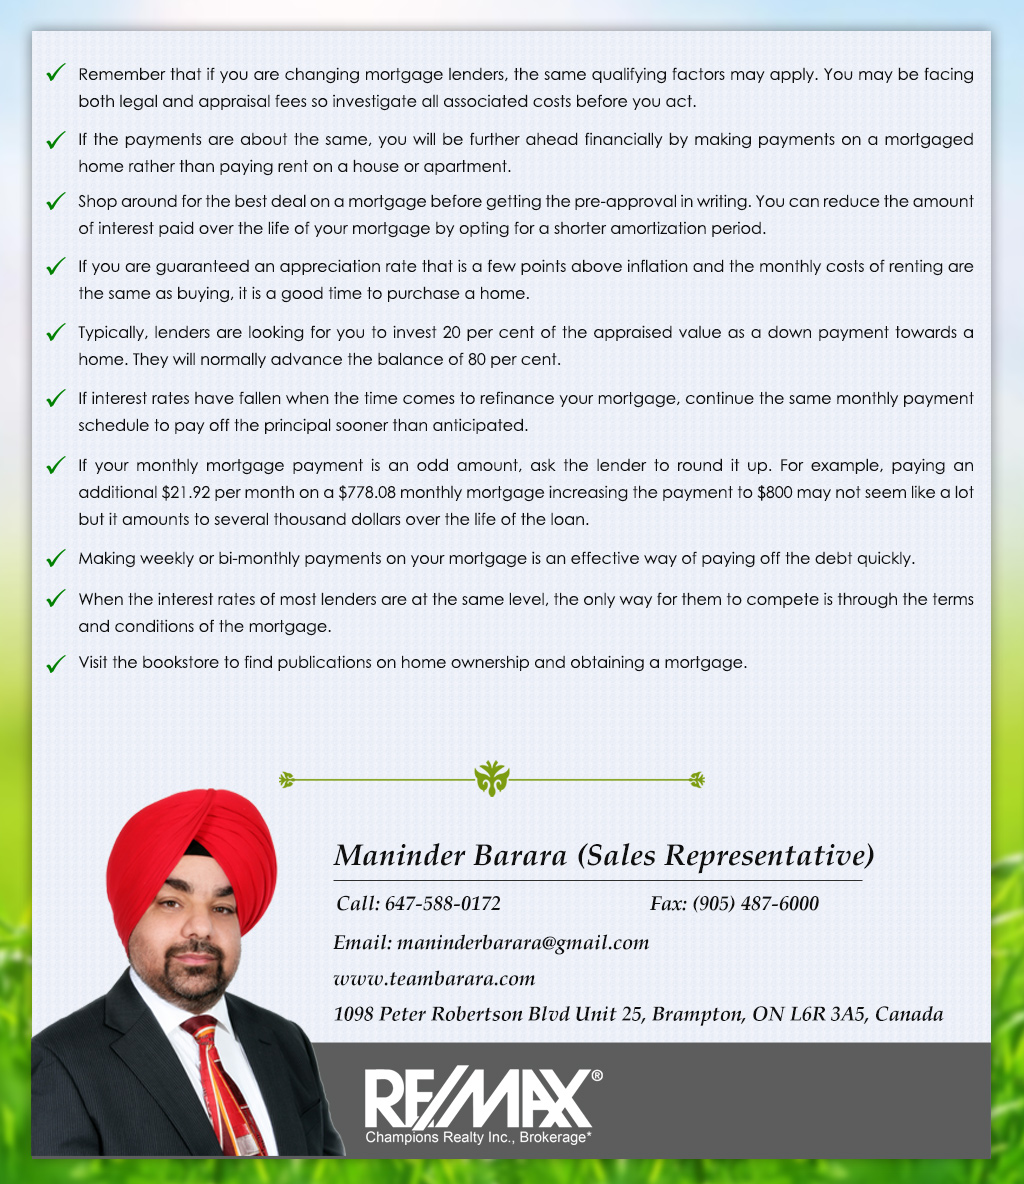 Remember that if you are changing mortgage lenders, the same qualifying factors may apply. You may be facing
both legal and appraisal fees so investigate all associated costs before you act.
If the payments are about the same, you will be further ahead financially by making payments on a mortgaged
home rather than paying rent on a house or apartment.
Shop around for the best deal on a mortgage before getting the pre-approval in writing. You can reduce the amount
of interest paid over the life of your mortgage by opting for a shorter amortization period.
If you are guaranteed an appreciation rate that is a few points above inflation and the monthly costs of renting are
the same as buying, it is a good time to purchase a home.
Typically, lenders are looking for you to invest 20 per cent of the appraised value as a down payment towards a
home. They will normally advance the balance of 80 per cent.
If interest rates have fallen when the time comes to refinance your mortgage, continue the same monthly payment
schedule to pay off the principal sooner than anticipated.
If your monthly mortgage payment is an odd amount, ask the lender to round it up. For example, paying an
additional $21.92 per month on a $778.08 monthly mortgage increasing the payment to $800 may not seem like a lot
but it amounts to several thousand dollars over the life of the loan.
Making weekly or bi-monthly payments on your mortgage is an effective way of paying off the debt quickly.
When the interest rates of most lenders are at the same level, the only way for them to compete is through the terms
and conditions of the mortgage.
Visit the bookstore to find publications on home ownership and obtaining a mortgage.
Maninder Barara (Sales Representative)
Call: 647-588-0172 Fax: (905) 487-6000
Email: maninderbarara@gmail.com
www.teambarara.com
1098 Peter Robertson Blvd Unit 25, Brampton, ON L6R 3A5, Canada
RE/MAX®
Champions Realty Inc., Brokerage*